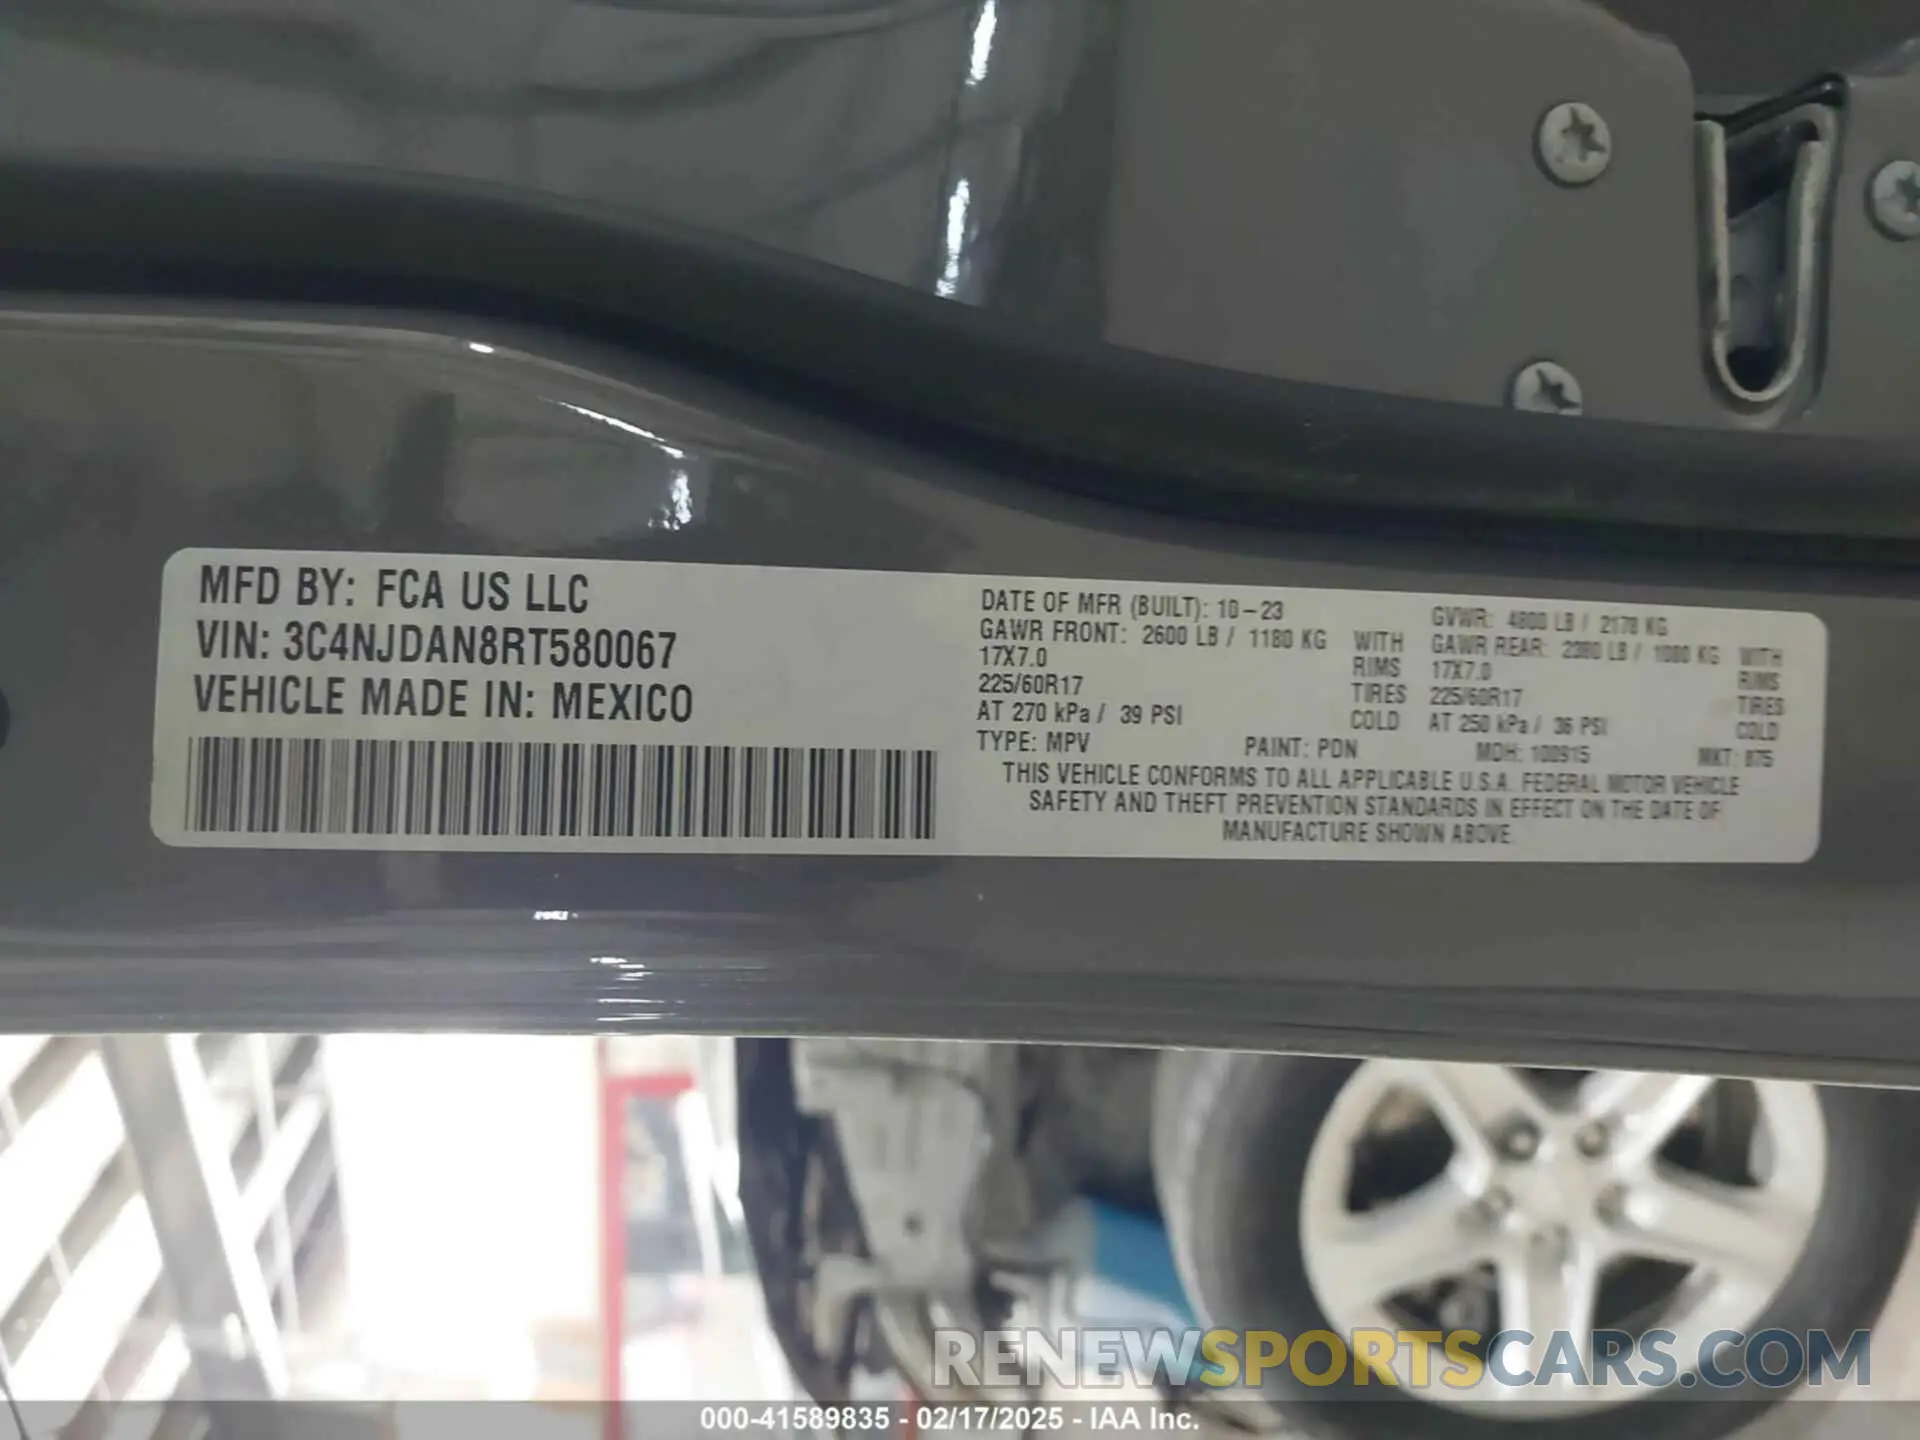 MFD BY: FCA US LLC
VIN: 3C4NJDAN8RT580067
VEHICLE MADE IN: MEXICO
DATE OF MFR (BUILT): 10-23 GVWR: 4800 LB / 2178 KG
GAWR FRONT: 2600 LB / 1180 KG WITH GAWR REAR: 2380 LB / 1080 KG WITH
17X7.0 RIMS 17X7.0 RIMS
225/60R17 TIRES 225/60R17 TIRES
AT 270 kPa / 39 PSI COLD AT 250 kPa / 36 PSI COLD
TYPE: MPV PAINT: PDN MDH: 100915 MKT: 875
THIS VEHICLE CONFORMS TO ALL APPLICABLE U.S.A. FEDERAL MOTOR VEHICLE
SAFETY AND THEFT PREVENTION STANDARDS IN EFFECT ON THE DATE OF
MANUFACTURE SHOWN ABOVE.
RENEWSPORTSCARS.COM
000-41589835 - 02/17/2025 - IAA Inc.